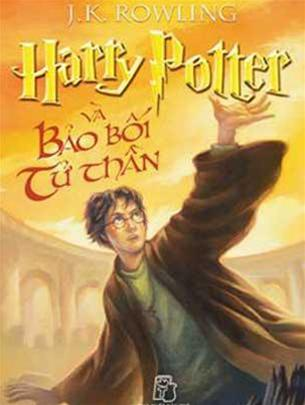 J.K. ROWLING
Harry Potter
VÀ
BẢO BỐI
TỬ THẦN